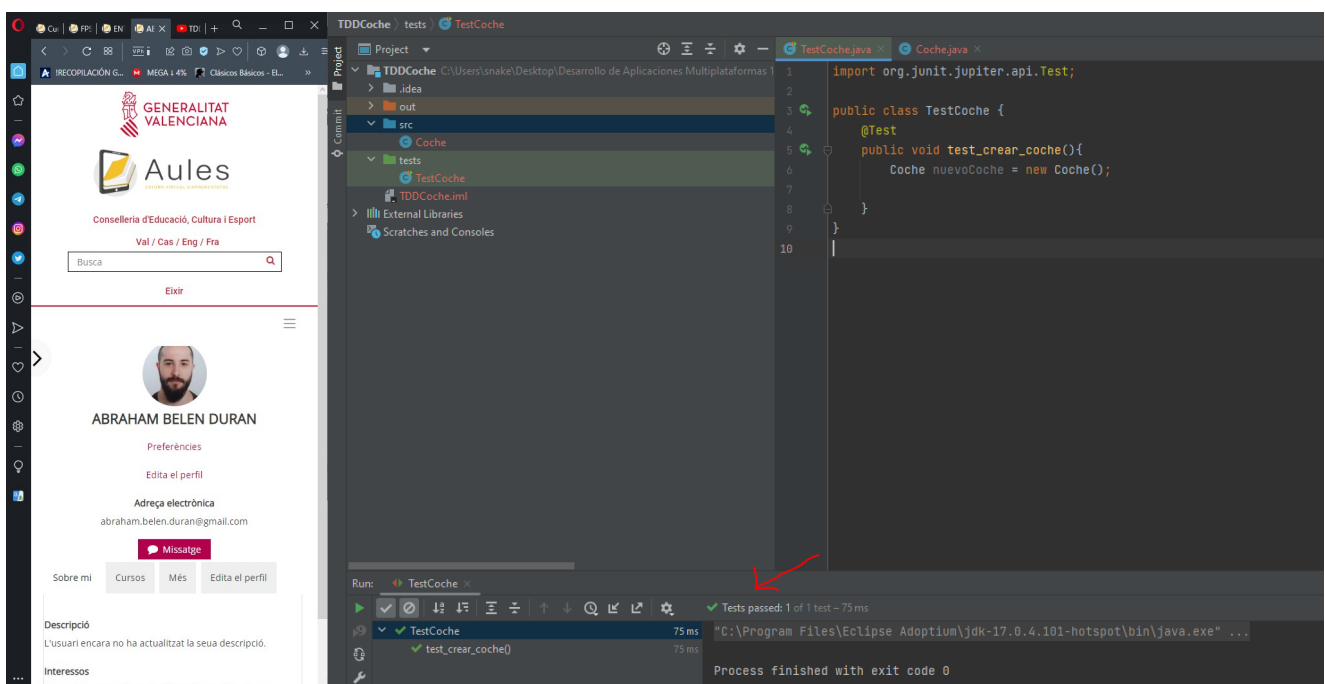 Cu
FP
EN
AE
TD
VPN
!RECOPILACIÓN G...
MEGA
4%
Clásicos Básicos - El...
»
GENERALITAT
VALENCIANA
Aules
Conselleria d'Educació, Cultura i Esport
Val / Cas / Eng / Fra
Busca
Eixir
ABRAHAM BELEN DURAN
Preferències
Edita el perfil
Adreça electrònica
abraham.belen.duran@gmail.com
Missatge
Sobre mi Cursos Més Edita el perfil
Descripció
L'usuari encara no ha actualitzat la seua descripció.
Interessos
TDDCoche › tests › TestCoche
Project
Commit
Project
TDDCoche C:\Users\snake\Desktop\Desarrollo de Aplicaciones Multiplataformas 1
.idea
out
src
Coche
tests
TestCoche
TDDCoche.iml
External Libraries
Scratches and Consoles
TestCoche.java Coche.java
1 import org.junit.jupiter.api.Test;
2
3 public class TestCoche {
4 @Test
5 public void test_crear_coche(){
6 Coche nuevoCoche = new Coche();
7
8 }
9 }
10
Run: TestCoche
Tests passed: 1 of 1 test – 75 ms
TestCoche 75 ms
test_crear_coche() 75 ms
"C:\Program Files\Eclipse Adoptium\jdk-17.0.4.101-hotspot\bin\java.exe" ...
Process finished with exit code 0